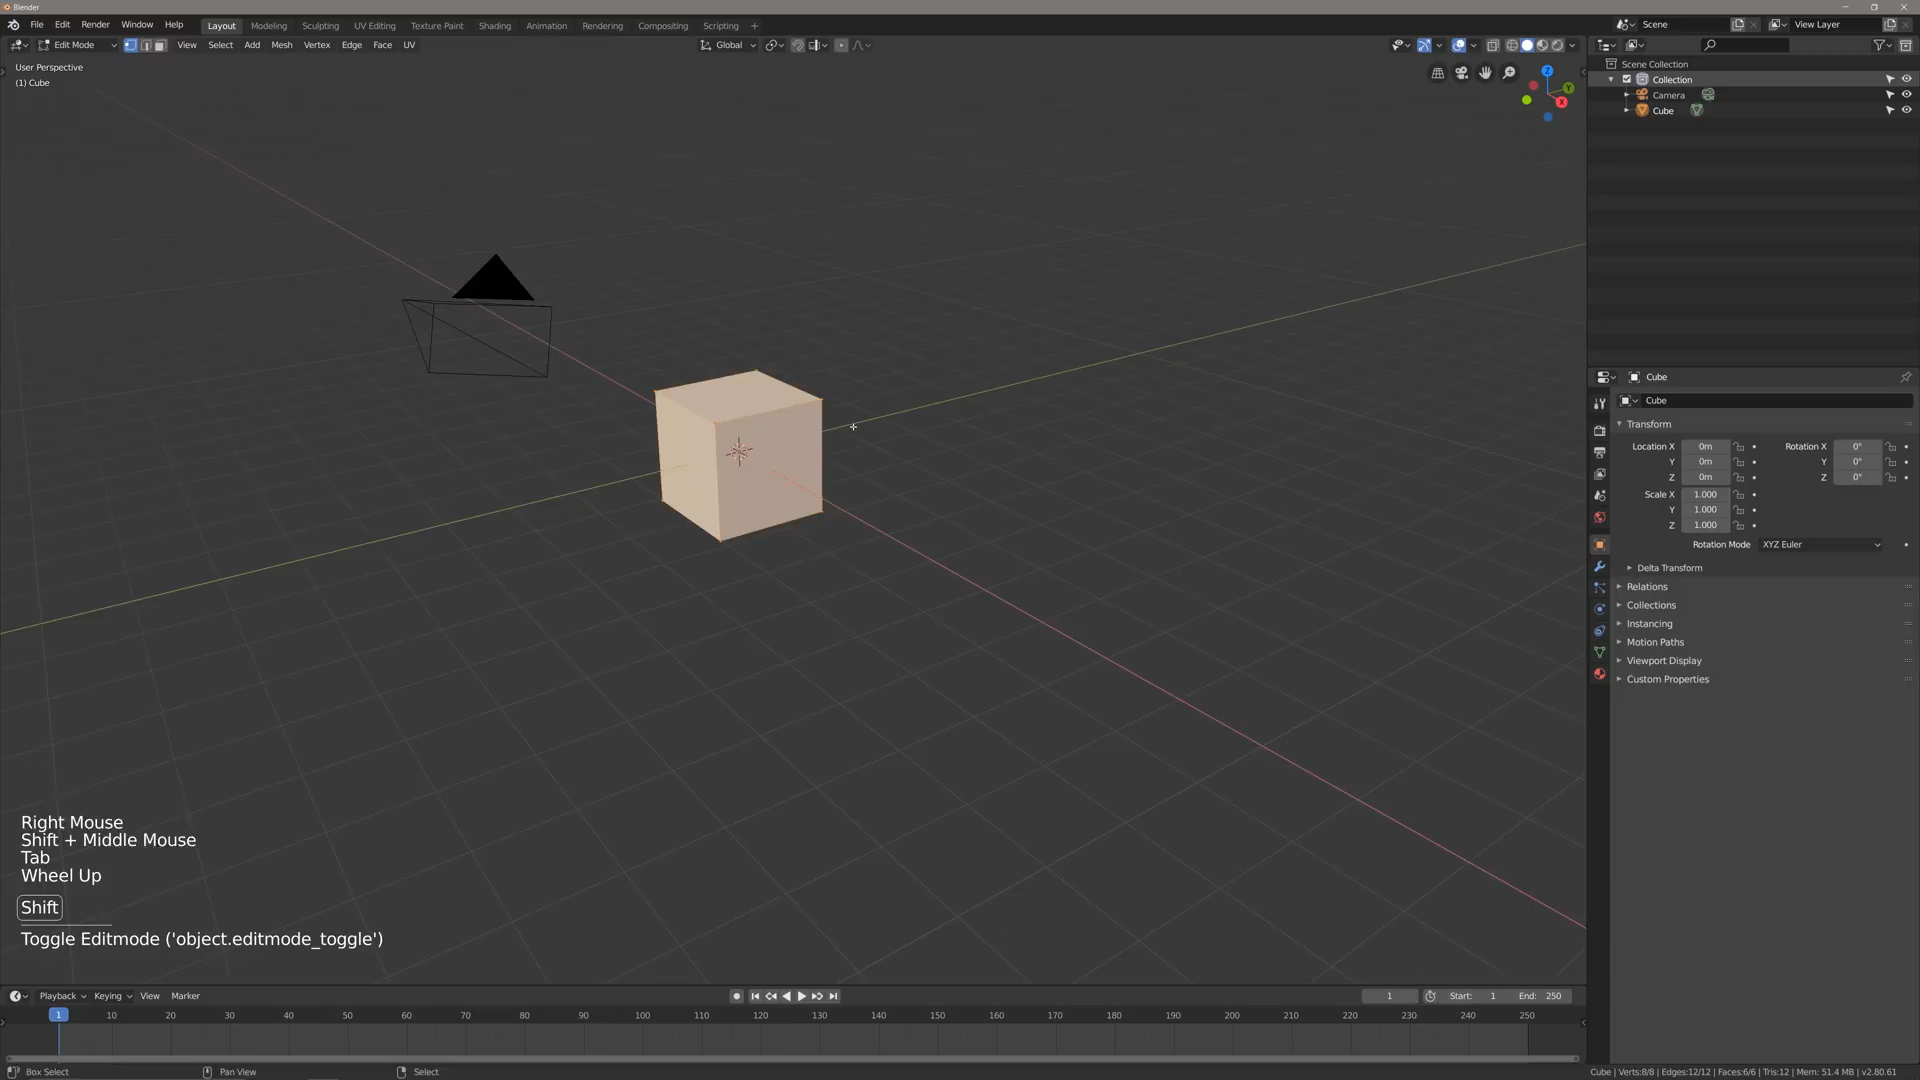 Blender
File Edit Render Window Help Layout Modeling Sculpting UV Editing Texture Paint Shading Animation Rendering Compositing Scripting + Scene View Layer
Edit Mode View Select Add Mesh Vertex Edge Face UV Global
User Perspective
(1) Cube
Z
Y
X
Scene Collection
Collection
Camera
Cube
Cube
Cube
Transform
Location X 0m Rotation X 0°
Y 0m Y 0°
Z 0m Z 0°
Scale X 1.000
Y 1.000
Z 1.000
Rotation Mode XYZ Euler
Delta Transform
Relations
Collections
Instancing
Motion Paths
Viewport Display
Custom Properties
Right Mouse
Shift + Middle Mouse
Tab
Wheel Up
Shift
Toggle Editmode ('object.editmode_toggle')
Playback Keying View Marker 1 Start: 1 End: 250
1 10 20 30 40 50 60 70 80 90 100 110 120 130 140 150 160 170 180 190 200 210 220 230 240 250
Box Select Pan View Select Cube | Verts:8/8 | Edges:12/12 | Faces:6/6 | Tris:12 | Mem: 51.4 MB | v2.80.61